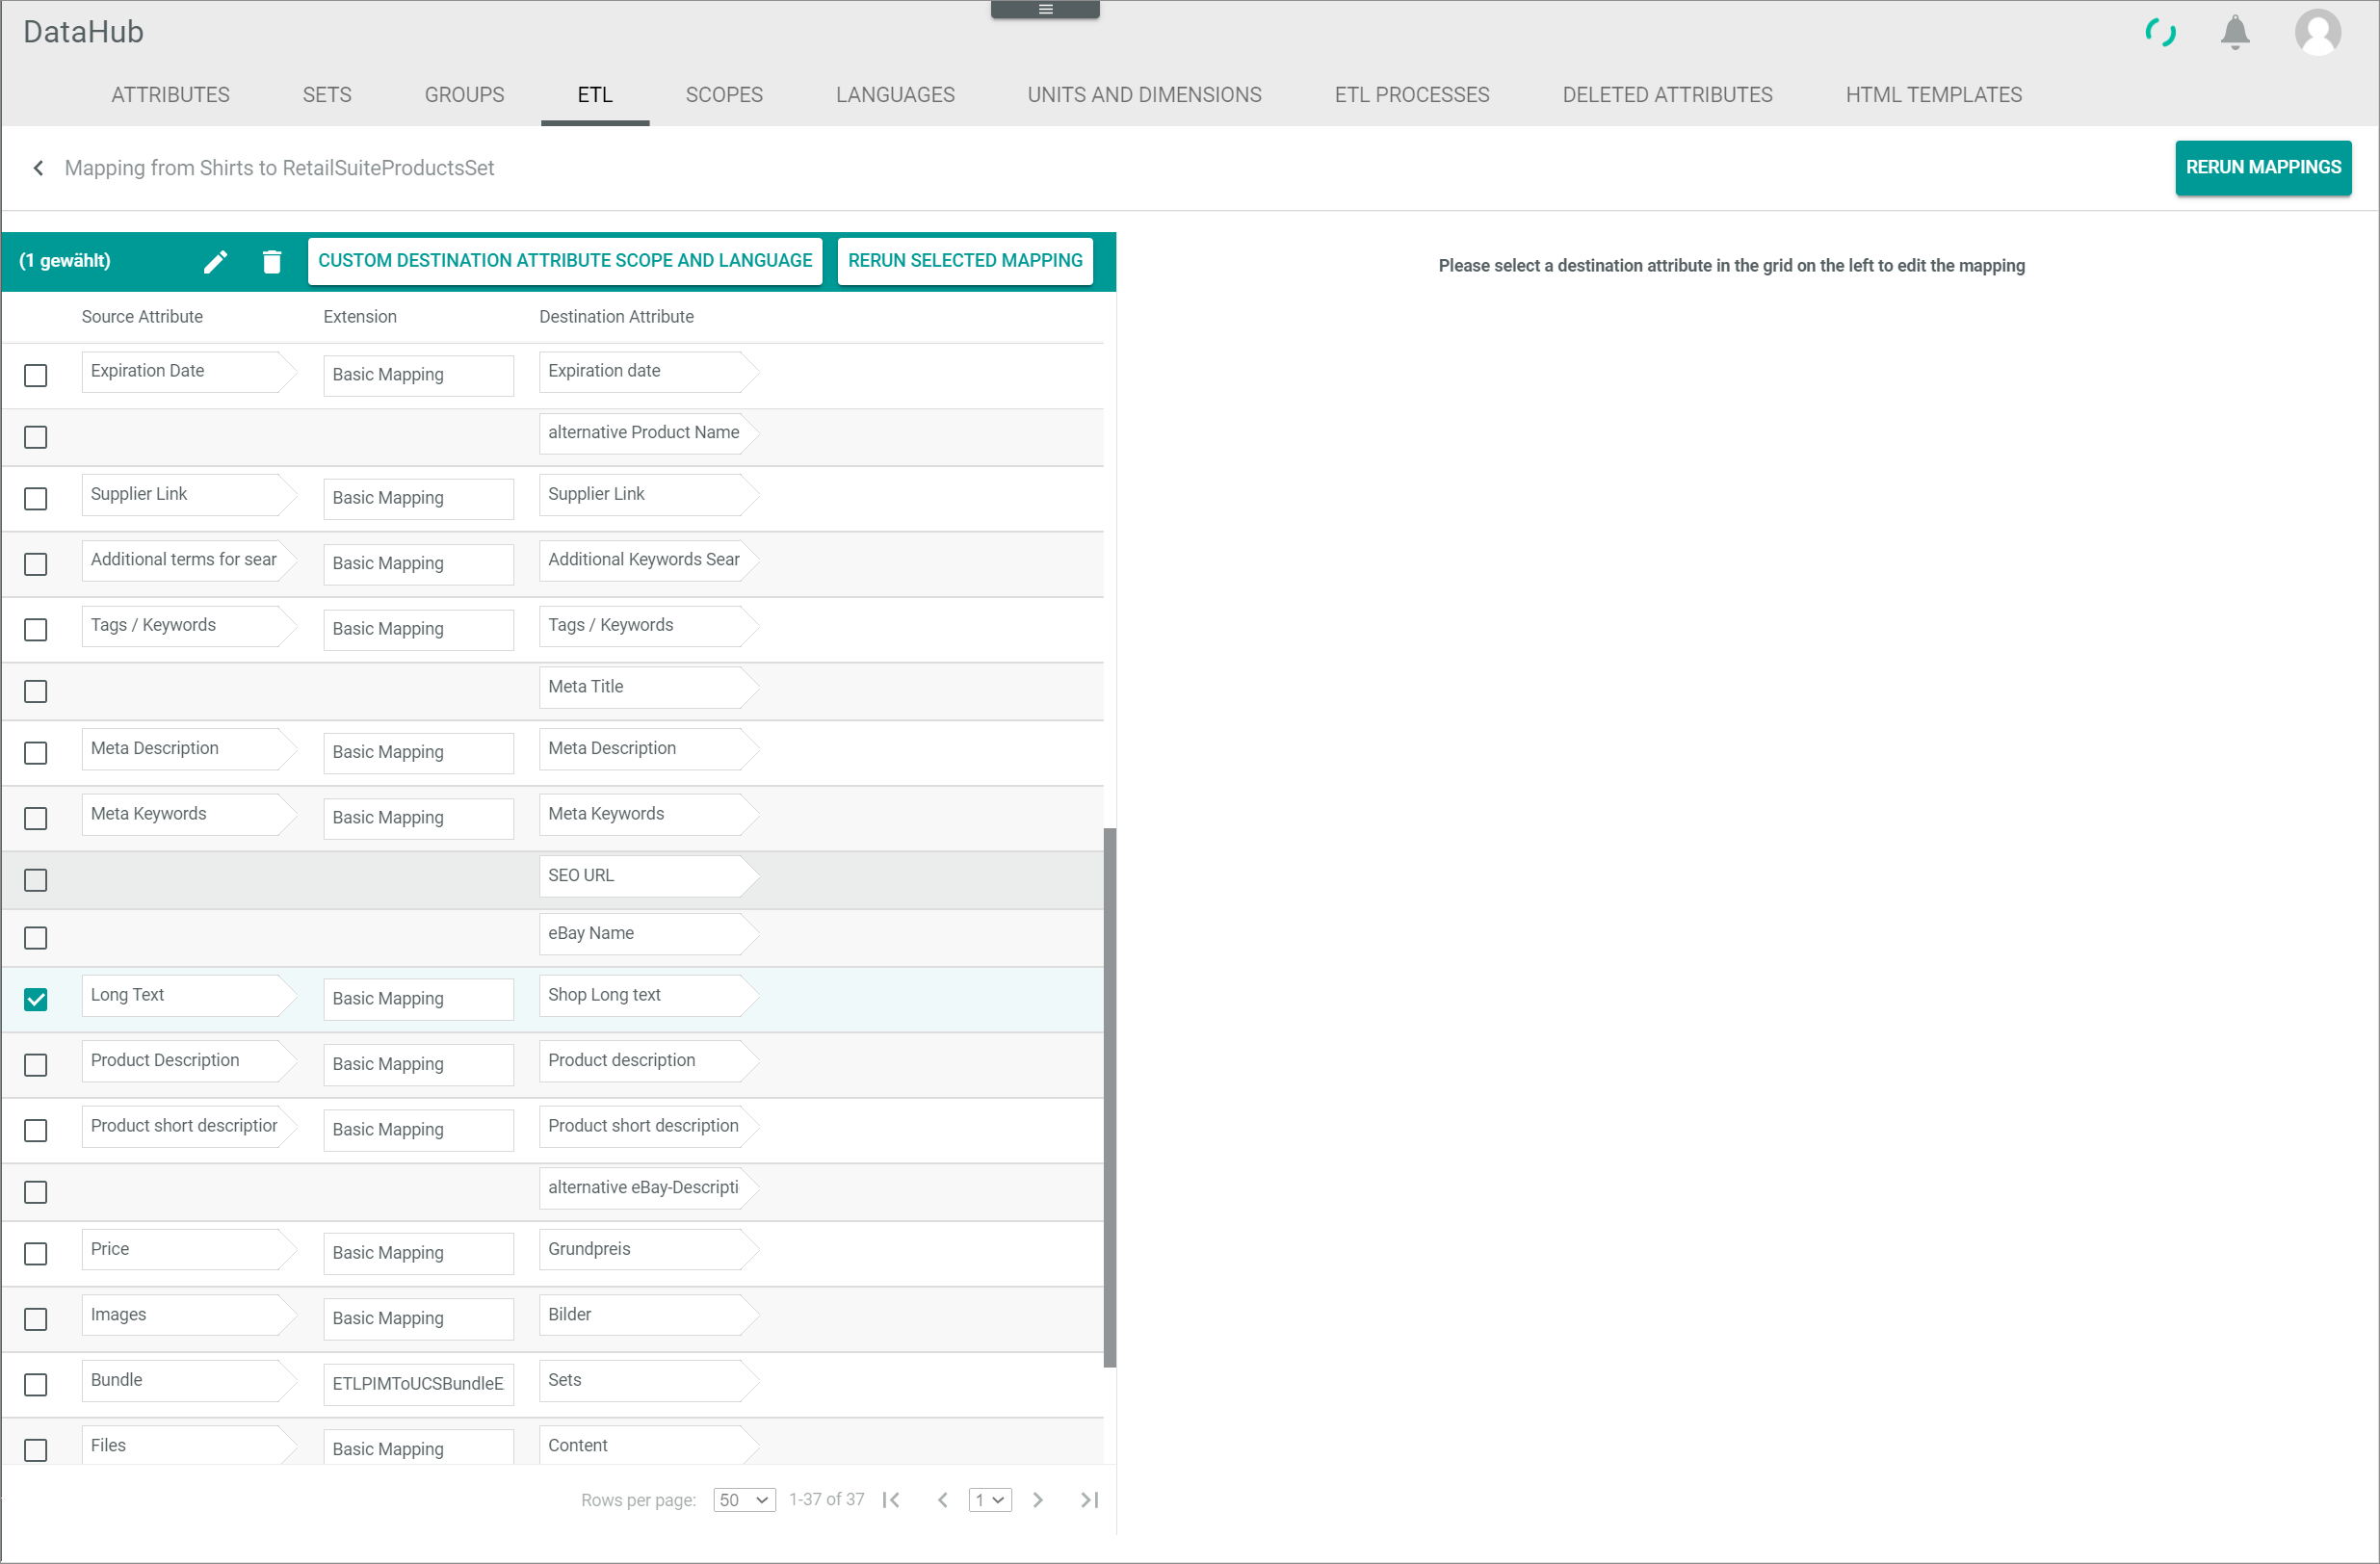 DataHub
ATTRIBUTES SETS GROUPS ETL SCOPES LANGUAGES UNITS AND DIMENSIONS ETL PROCESSES DELETED ATTRIBUTES HTML TEMPLATES
Mapping from Shirts to RetailSuiteProductsSet
RERUN MAPPINGS
(1 gewählt) CUSTOM DESTINATION ATTRIBUTE SCOPE AND LANGUAGE RERUN SELECTED MAPPING
Please select a destination attribute in the grid on the left to edit the mapping
Source Attribute Extension Destination Attribute
Expiration Date Basic Mapping Expiration date
alternative Product Name
Supplier Link Basic Mapping Supplier Link
Additional terms for sear Basic Mapping Additional Keywords Sear
Tags / Keywords Basic Mapping Tags / Keywords
Meta Title
Meta Description Basic Mapping Meta Description
Meta Keywords Basic Mapping Meta Keywords
SEO URL
eBay Name
Long Text Basic Mapping Shop Long text
Product Description Basic Mapping Product description
Product short description Basic Mapping Product short description
alternative eBay-Descripti
Price Basic Mapping Grundpreis
Images Basic Mapping Bilder
Bundle ETLPIMToUCSBundleE Sets
Files Basic Mapping Content
Rows per page: 50 1-37 of 37 1